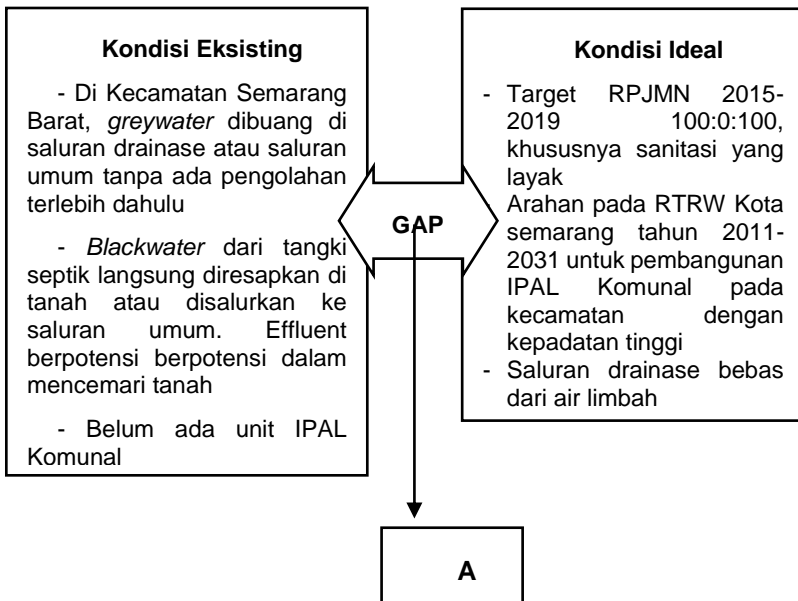 Kondisi Eksisting
- Di Kecamatan Semarang
Barat, greywater dibuang di
saluran drainase atau saluran
umum tanpa ada pengolahan
terlebih dahulu
- Blackwater dari tangki
septik langsung diresapkan di
tanah atau disalurkan ke
saluran umum. Effluent
berpotensi berpotensi dalam
mencemari tanah
- Belum ada unit IPAL
Komunal
GAP
Kondisi Ideal
- Target RPJMN 2015-
2019 100:0:100,
khususnya sanitasi yang
layak
Arahan pada RTRW Kota
semarang tahun 2011-
2031 untuk pembangunan
IPAL Komunal pada
kecamatan dengan
kepadatan tinggi
- Saluran drainase bebas
dari air limbah
A